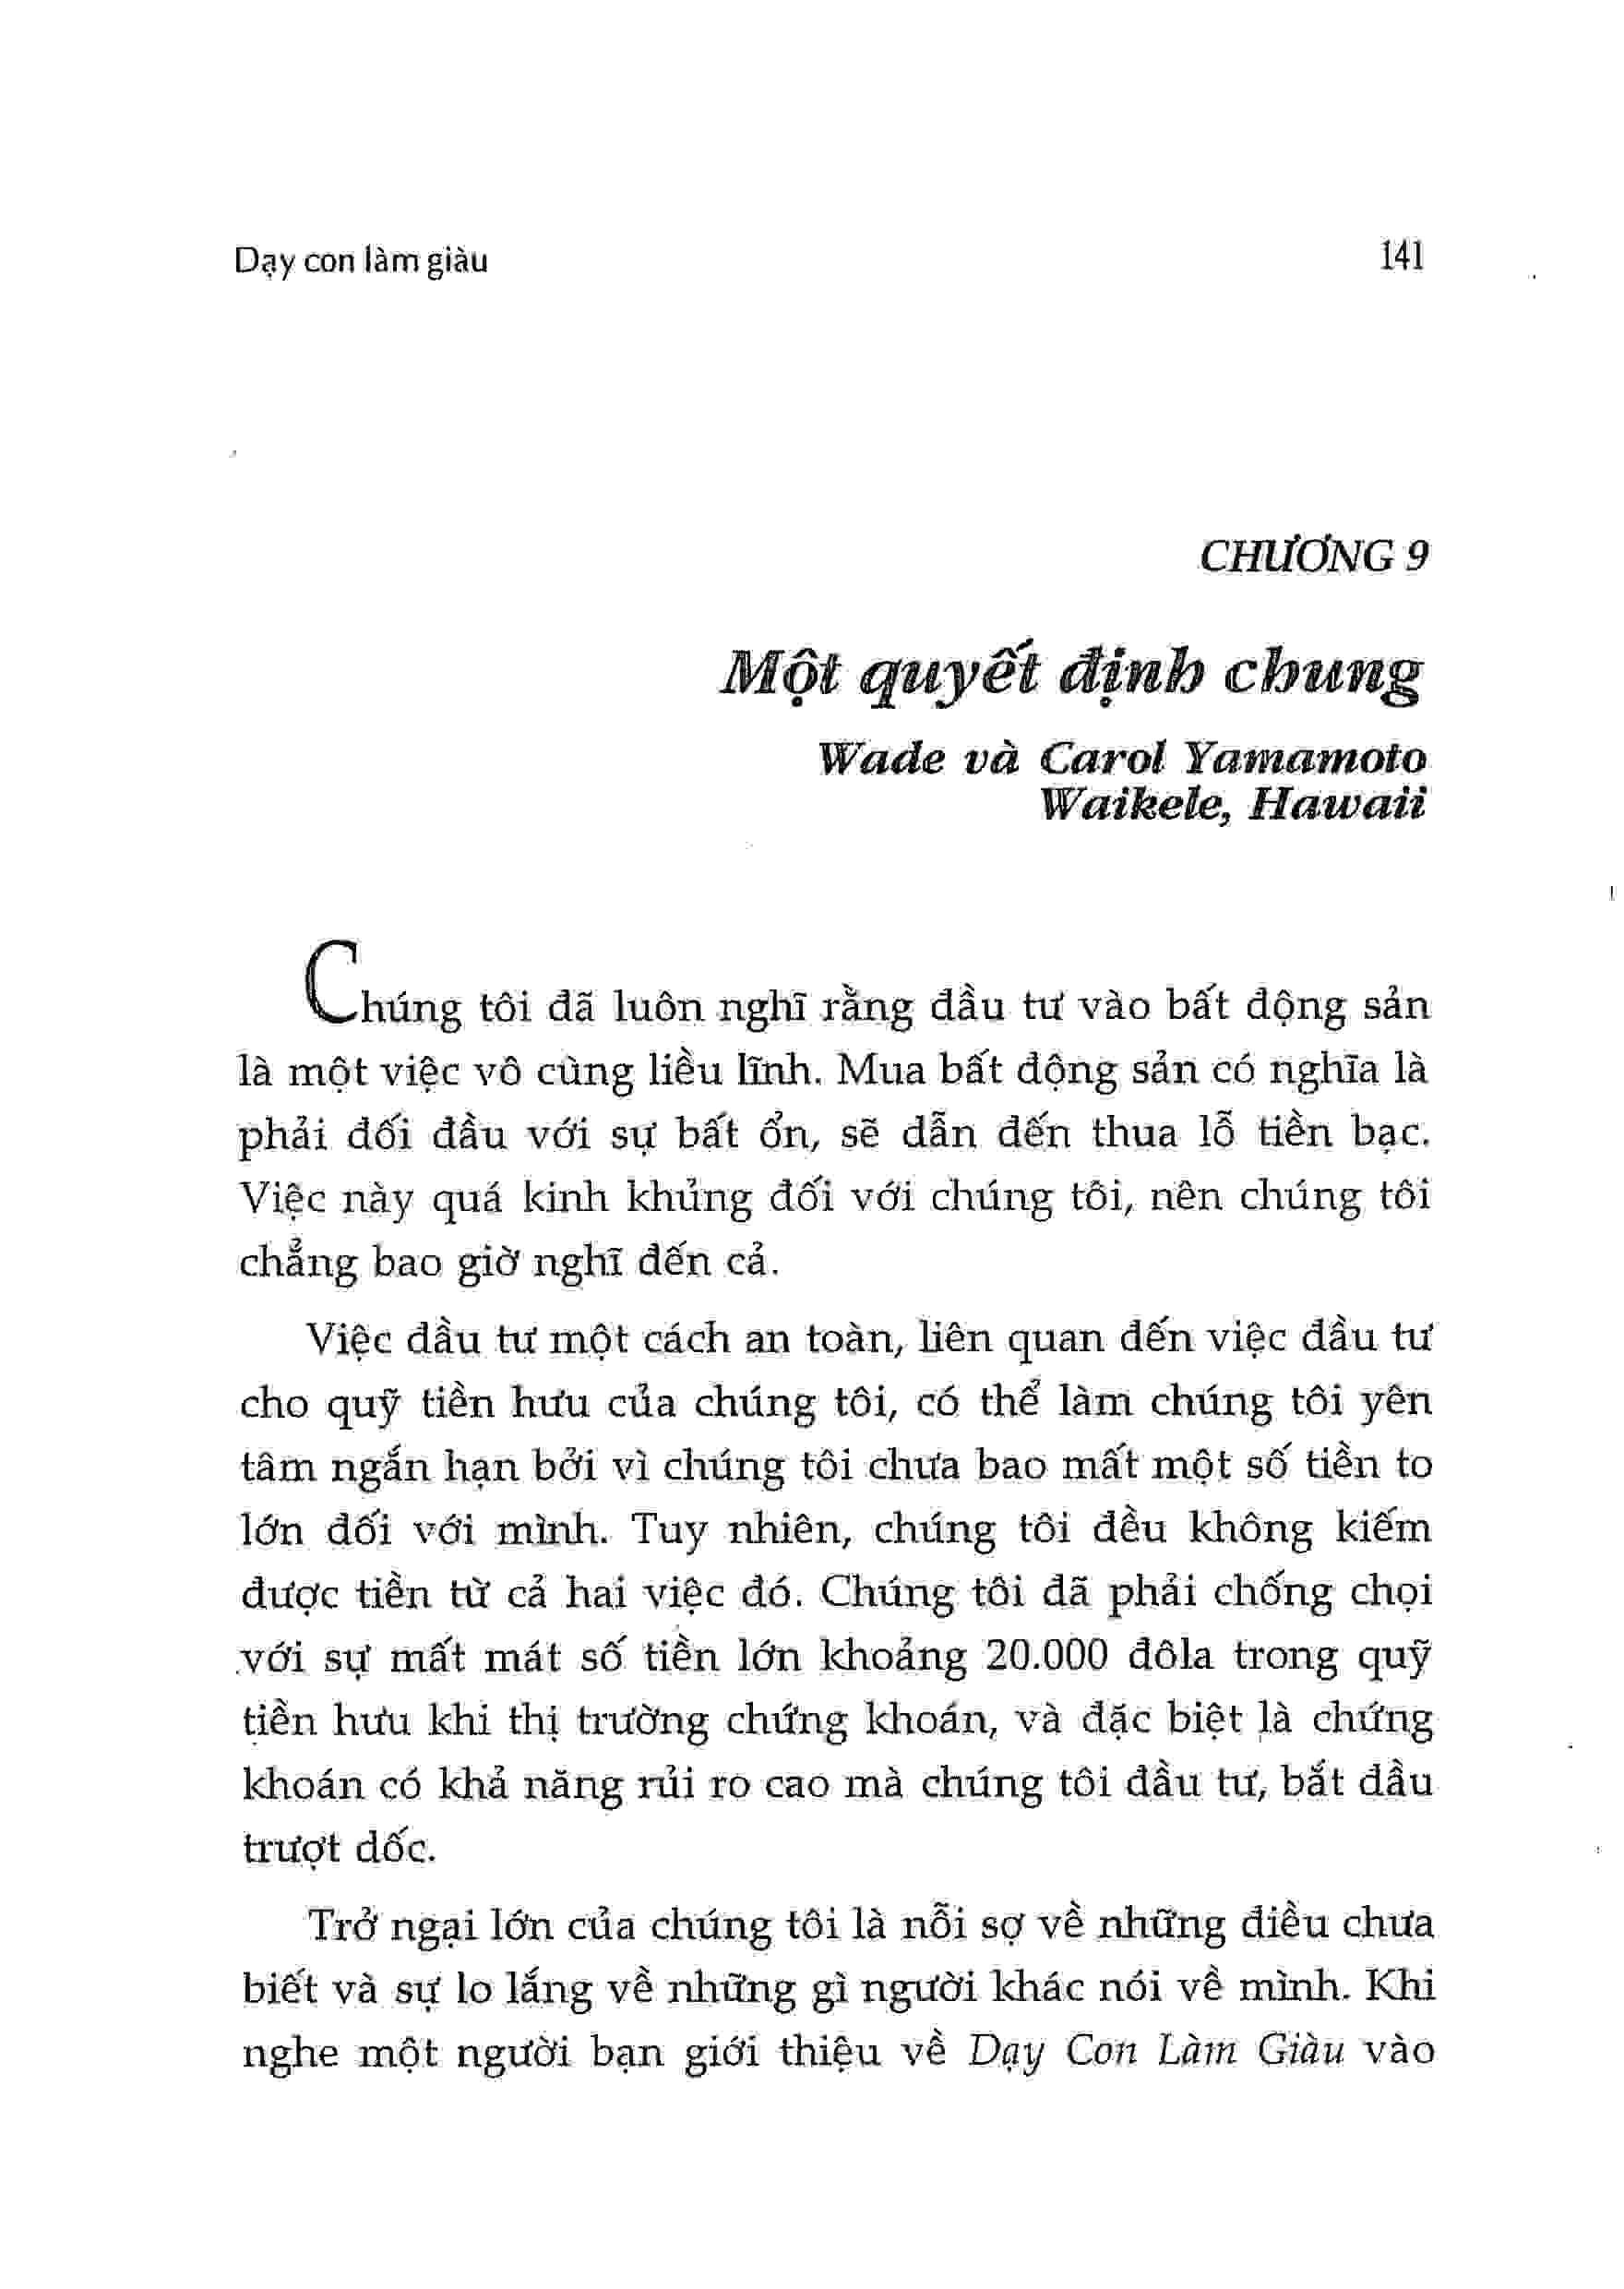 Dạy con làm giàu 141
CHƯƠNG 9
Một quyết định chung
Wade và Carol Yamamoto
Waikele, Hawaii
Chúng tôi đã luôn nghĩ rằng đầu tư vào bất động sản
là một việc vô cùng liều lĩnh. Mua bất động sản có nghĩa là
phải đối đầu với sự bất ổn, sẽ dẫn đến thua lỗ tiền bạc.
Việc này quá kinh khủng đối với chúng tôi, nên chúng tôi
chẳng bao giờ nghĩ đến cả.
Việc đầu tư một cách an toàn, liên quan đến việc đầu tư
cho quỹ tiền hưu của chúng tôi, có thể làm chúng tôi yên
tâm ngắn hạn bởi vì chúng tôi chưa bao mất một số tiền to
lớn đối với mình. Tuy nhiên, chúng tôi đều không kiếm
được tiền từ cả hai việc đó. Chúng tôi đã phải chống chọi
với sự mất mát số tiền lớn khoảng 20.000 đôla trong quỹ
tiền hưu khi thị trường chứng khoán, và đặc biệt là chứng
khoán có khả năng rủi ro cao mà chúng tôi đầu tư, bắt đầu
trượt dốc.
Trở ngại lớn của chúng tôi là nỗi sợ về những điều chưa
biết và sự lo lắng về những gì người khác nói về mình. Khi
nghe một người bạn giới thiệu về Dạy Con Làm Giàu vào